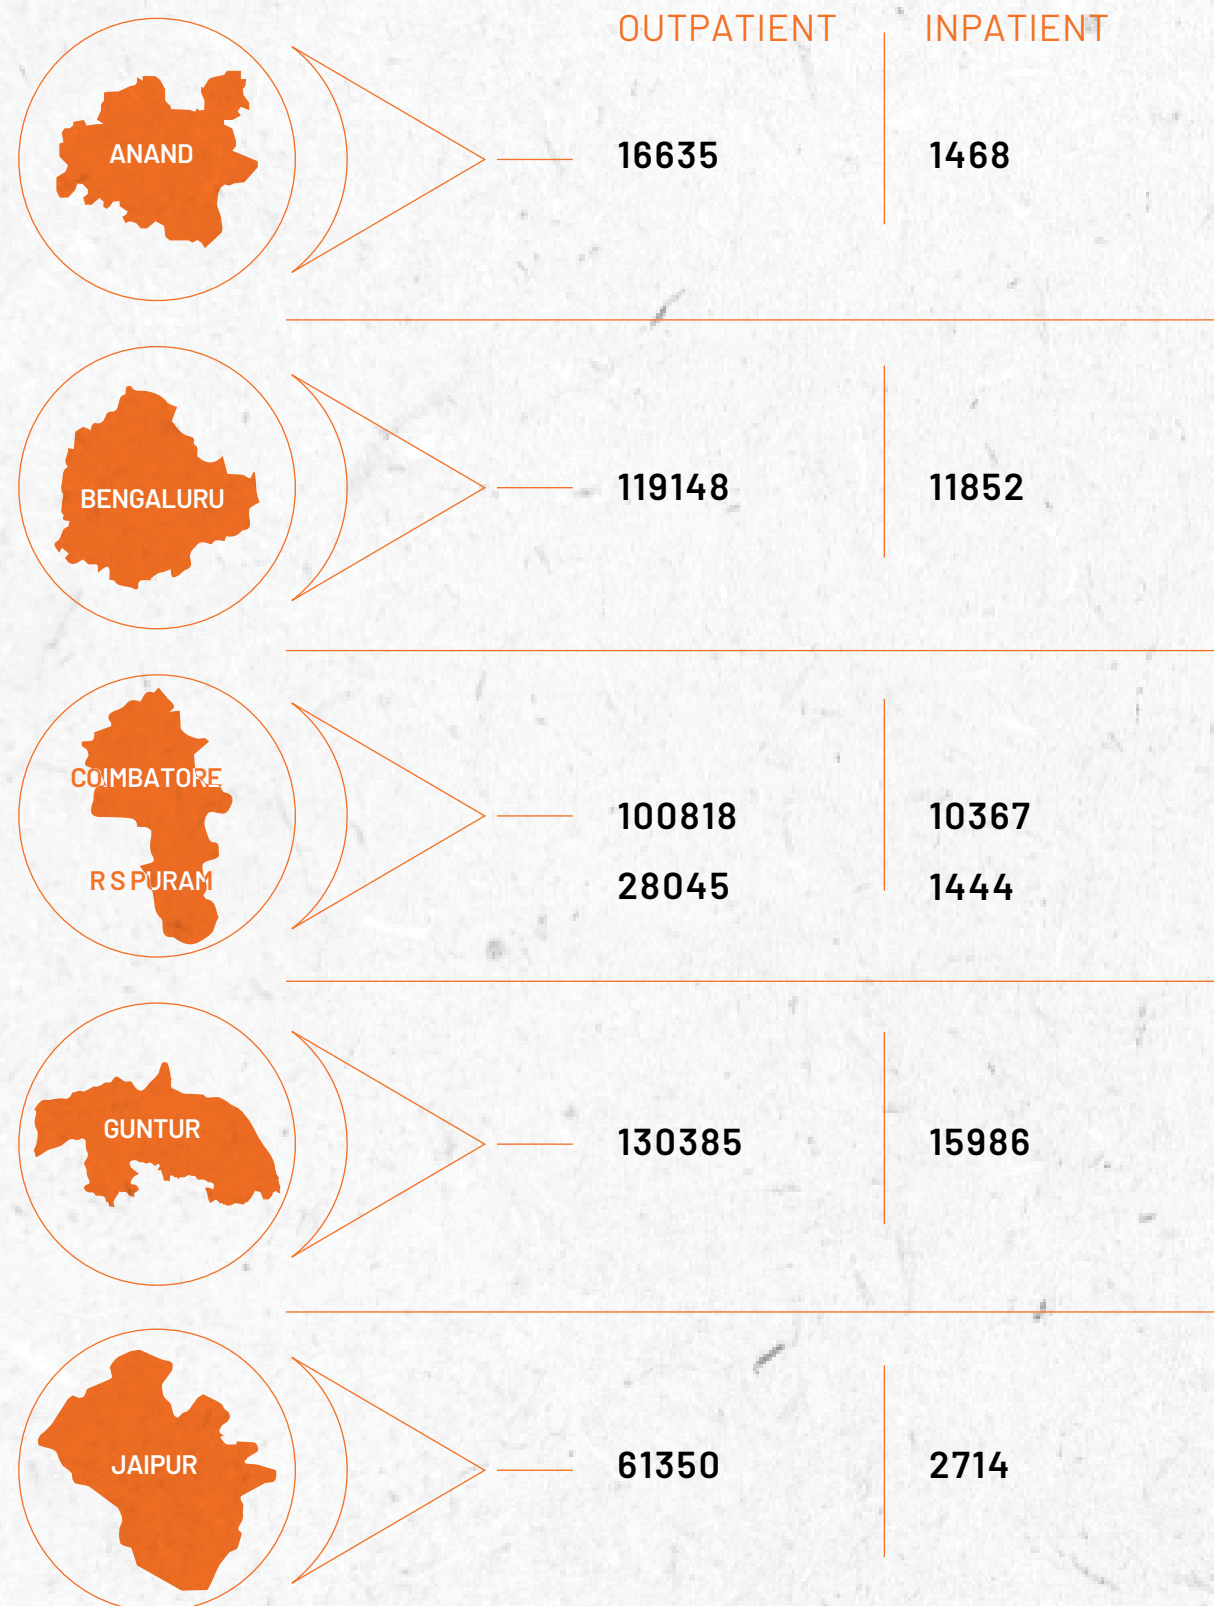 OUTPATIENT INPATIENT
ANAND 16635 1468
BENGALURU 119148 11852
COIMBATORE 100818 10367
R S PURAM 28045 1444
GUNTUR 130385 15986
JAIPUR 61350 2714